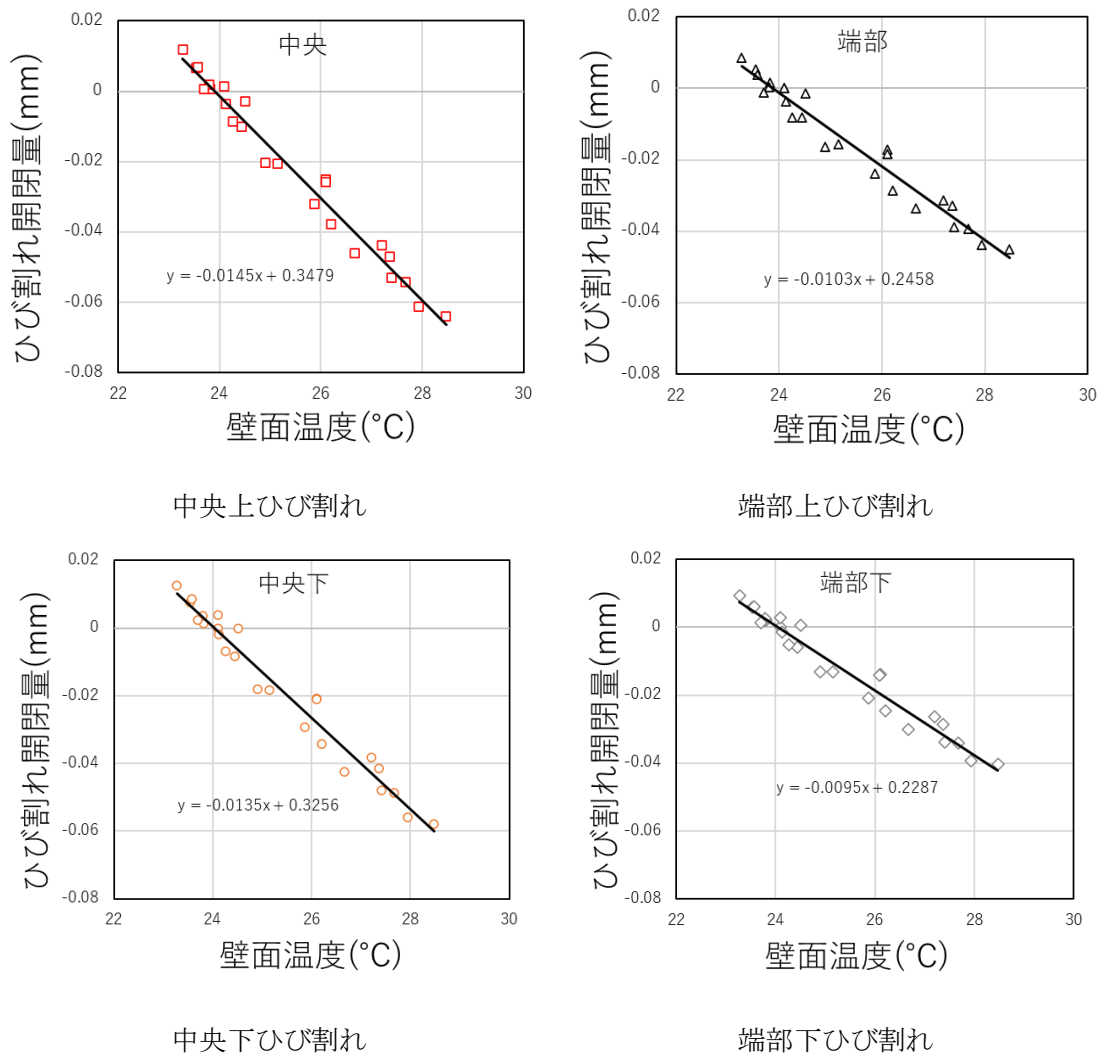 中央
0.02
0
-0.02
-0.04
-0.06
-0.08
22
24
26
28
30
y = -0.0145x + 0.3479
ひび割れ開閉量(mm)
壁面温度(°C)
中央上ひび割れ
端部
0.02
0
-0.02
-0.04
-0.06
-0.08
22
24
26
28
30
y = -0.0103x + 0.2458
ひび割れ開閉量(mm)
壁面温度(°C)
端部上ひび割れ
中央下
0.02
0
-0.02
-0.04
-0.06
-0.08
22
24
26
28
30
y = -0.0135x + 0.3256
ひび割れ開閉量(mm)
壁面温度(°C)
中央下ひび割れ
端部下
0.02
0
-0.02
-0.04
-0.06
-0.08
22
24
26
28
30
y = -0.0095x + 0.2287
ひび割れ開閉量(mm)
壁面温度(°C)
端部下ひび割れ